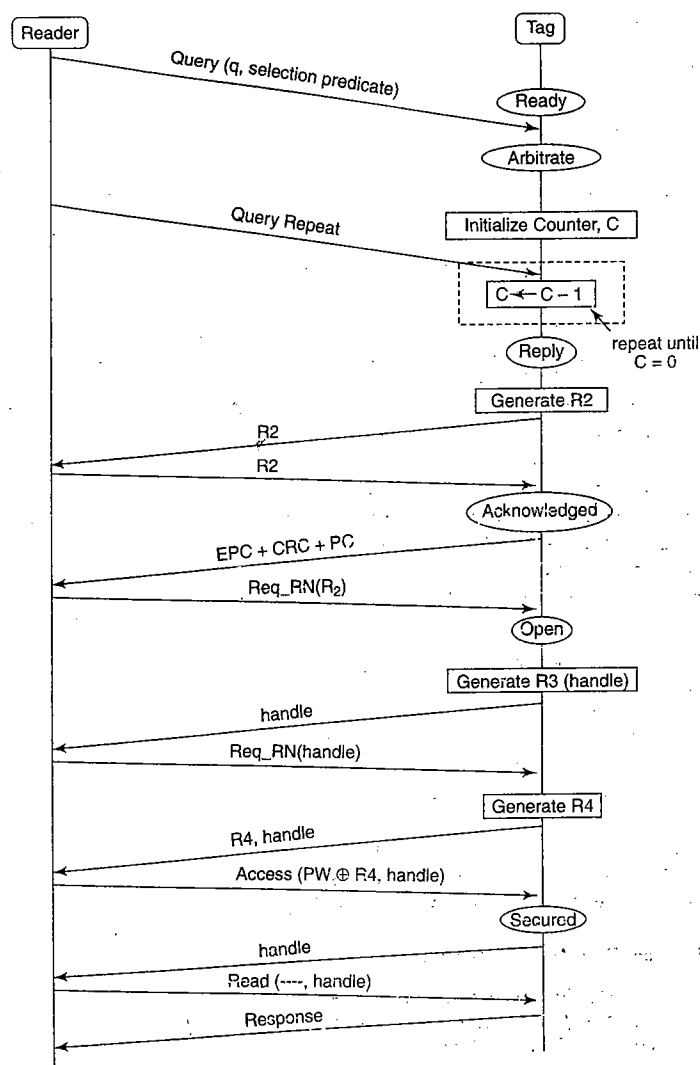 Reader
Tag
Query (q, selection predicate)
Ready
Arbitrate
Query Repeat
Initialize Counter, C
C ← C – 1
repeat until
C = 0
Reply
Generate R2
R2
R2
Acknowledged
EPC + CRC + PC
Req_RN(R₂)
Open
Generate R3 (handle)
handle
Req_RN(handle)
Generate R4
R4, handle
Access (PW ⊕ R4, handle)
Secured
handle
Read (----, handle)
Response